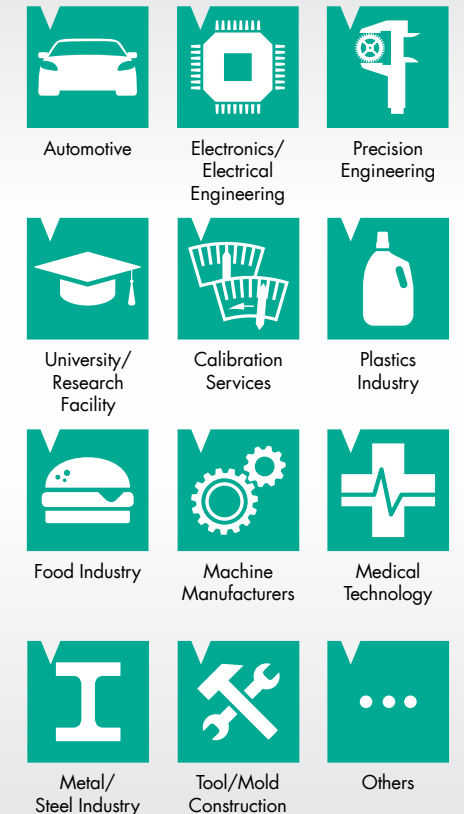 Automotive
Electronics/
Electrical
Engineering
Precision
Engineering
University/
Research
Facility
Calibration
Services
Plastics
Industry
Food Industry
Machine
Manufacturers
Medical
Technology
Metal/
Steel Industry
Tool/Mold
Construction
Others